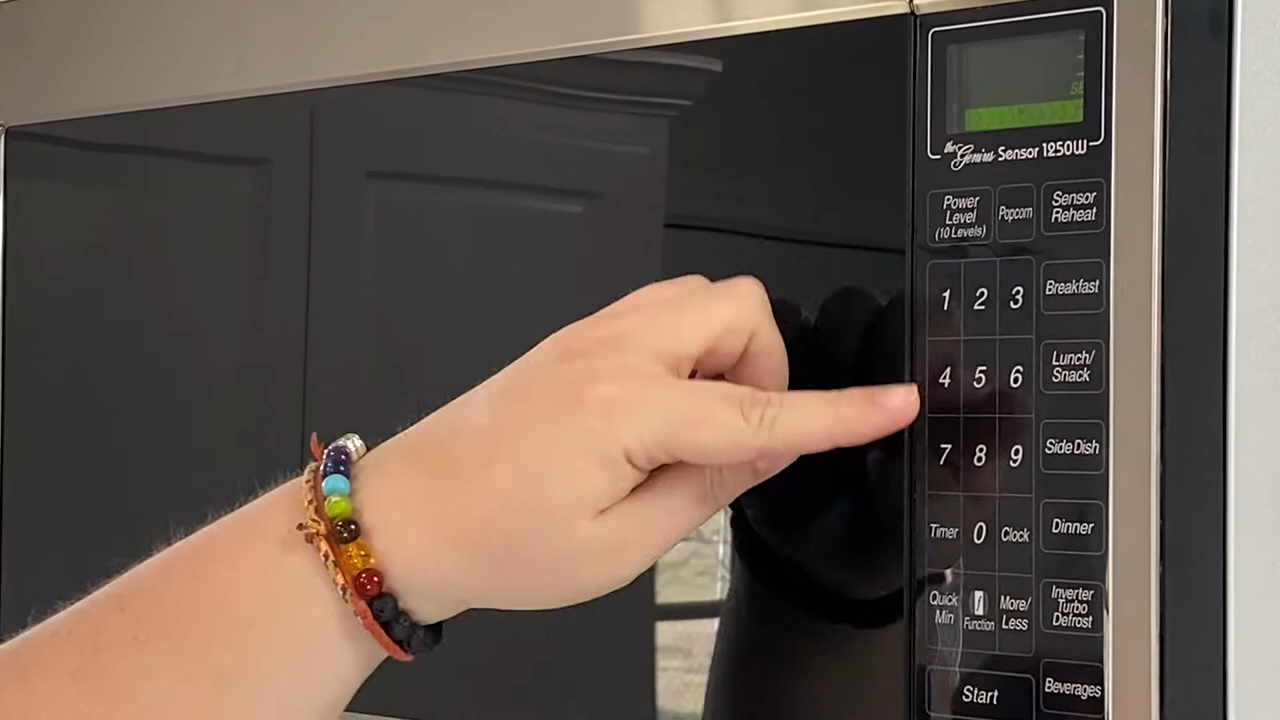 the Genius Sensor 1250W
Power
Level
(10 Levels)
Popcorn
Sensor
Reheat
1 2 3
Breakfast
4 5 6
Lunch/
Snack
7 8 9
Side Dish
Timer 0 Clock
Dinner
Quick
Min
Function
More/
Less
Inverter
Turbo
Defrost
Start
Beverages